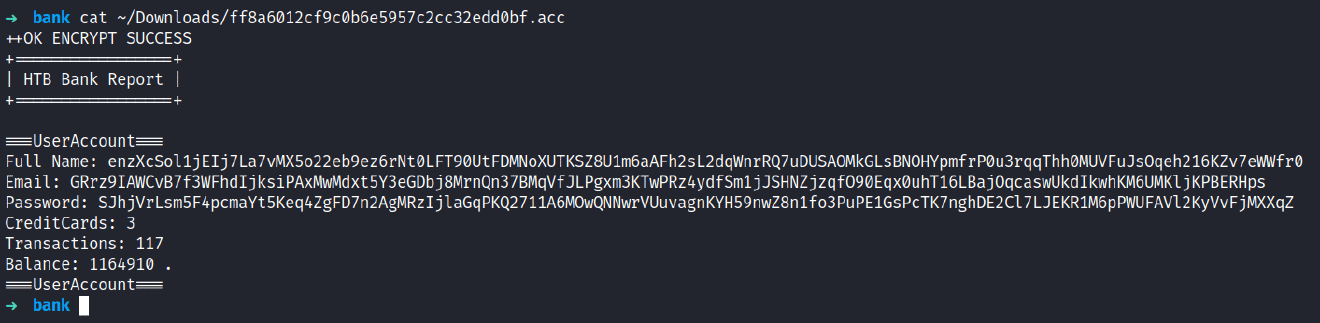 ➜ bank cat ~/Downloads/ff8a6012cf9c0b6e5957c2cc32edd0bf.acc
++OK ENCRYPT SUCCESS
+=================+
| HTB Bank Report |
+=================+
===UserAccount===
Full Name: enzXcSol1jEIj7La7vMX5o22eb9ez6rNt0LFT90UtFDMNoXUTKSZ8U1m6aAFh2sL2dqWnrRQ7uDUSAOMkGLsBNOHYpmfrP0u3rqqThh0MUVFuJsOqeh216KZv7eWWfr0
Email: GRrz9IAWCvB7f3WFhdIjksiPAxMwMdxt5Y3eGDbj8MrnQn37BMqVfJLPgxm3KTwPRz4ydfSm1jJSHNZjzqfO90Eqx0uhT16LBajOqcaswUkdIkwhKM6UMKljKPBERHps
Password: SJhjVrLsm5F4pcmaYt5Keq4ZgFD7n2AgMRzIjlaGqPKQ2711A6MOwQNNwrVUuvagnKYH59nwZ8n1fo3PuPE1GsPcTK7nghDE2Cl7LJEKR1M6pPWUFAVl2KyVvFjMXXqZ
CreditCards: 3
Transactions: 117
Balance: 1164910 .
===UserAccount===
➜ bank